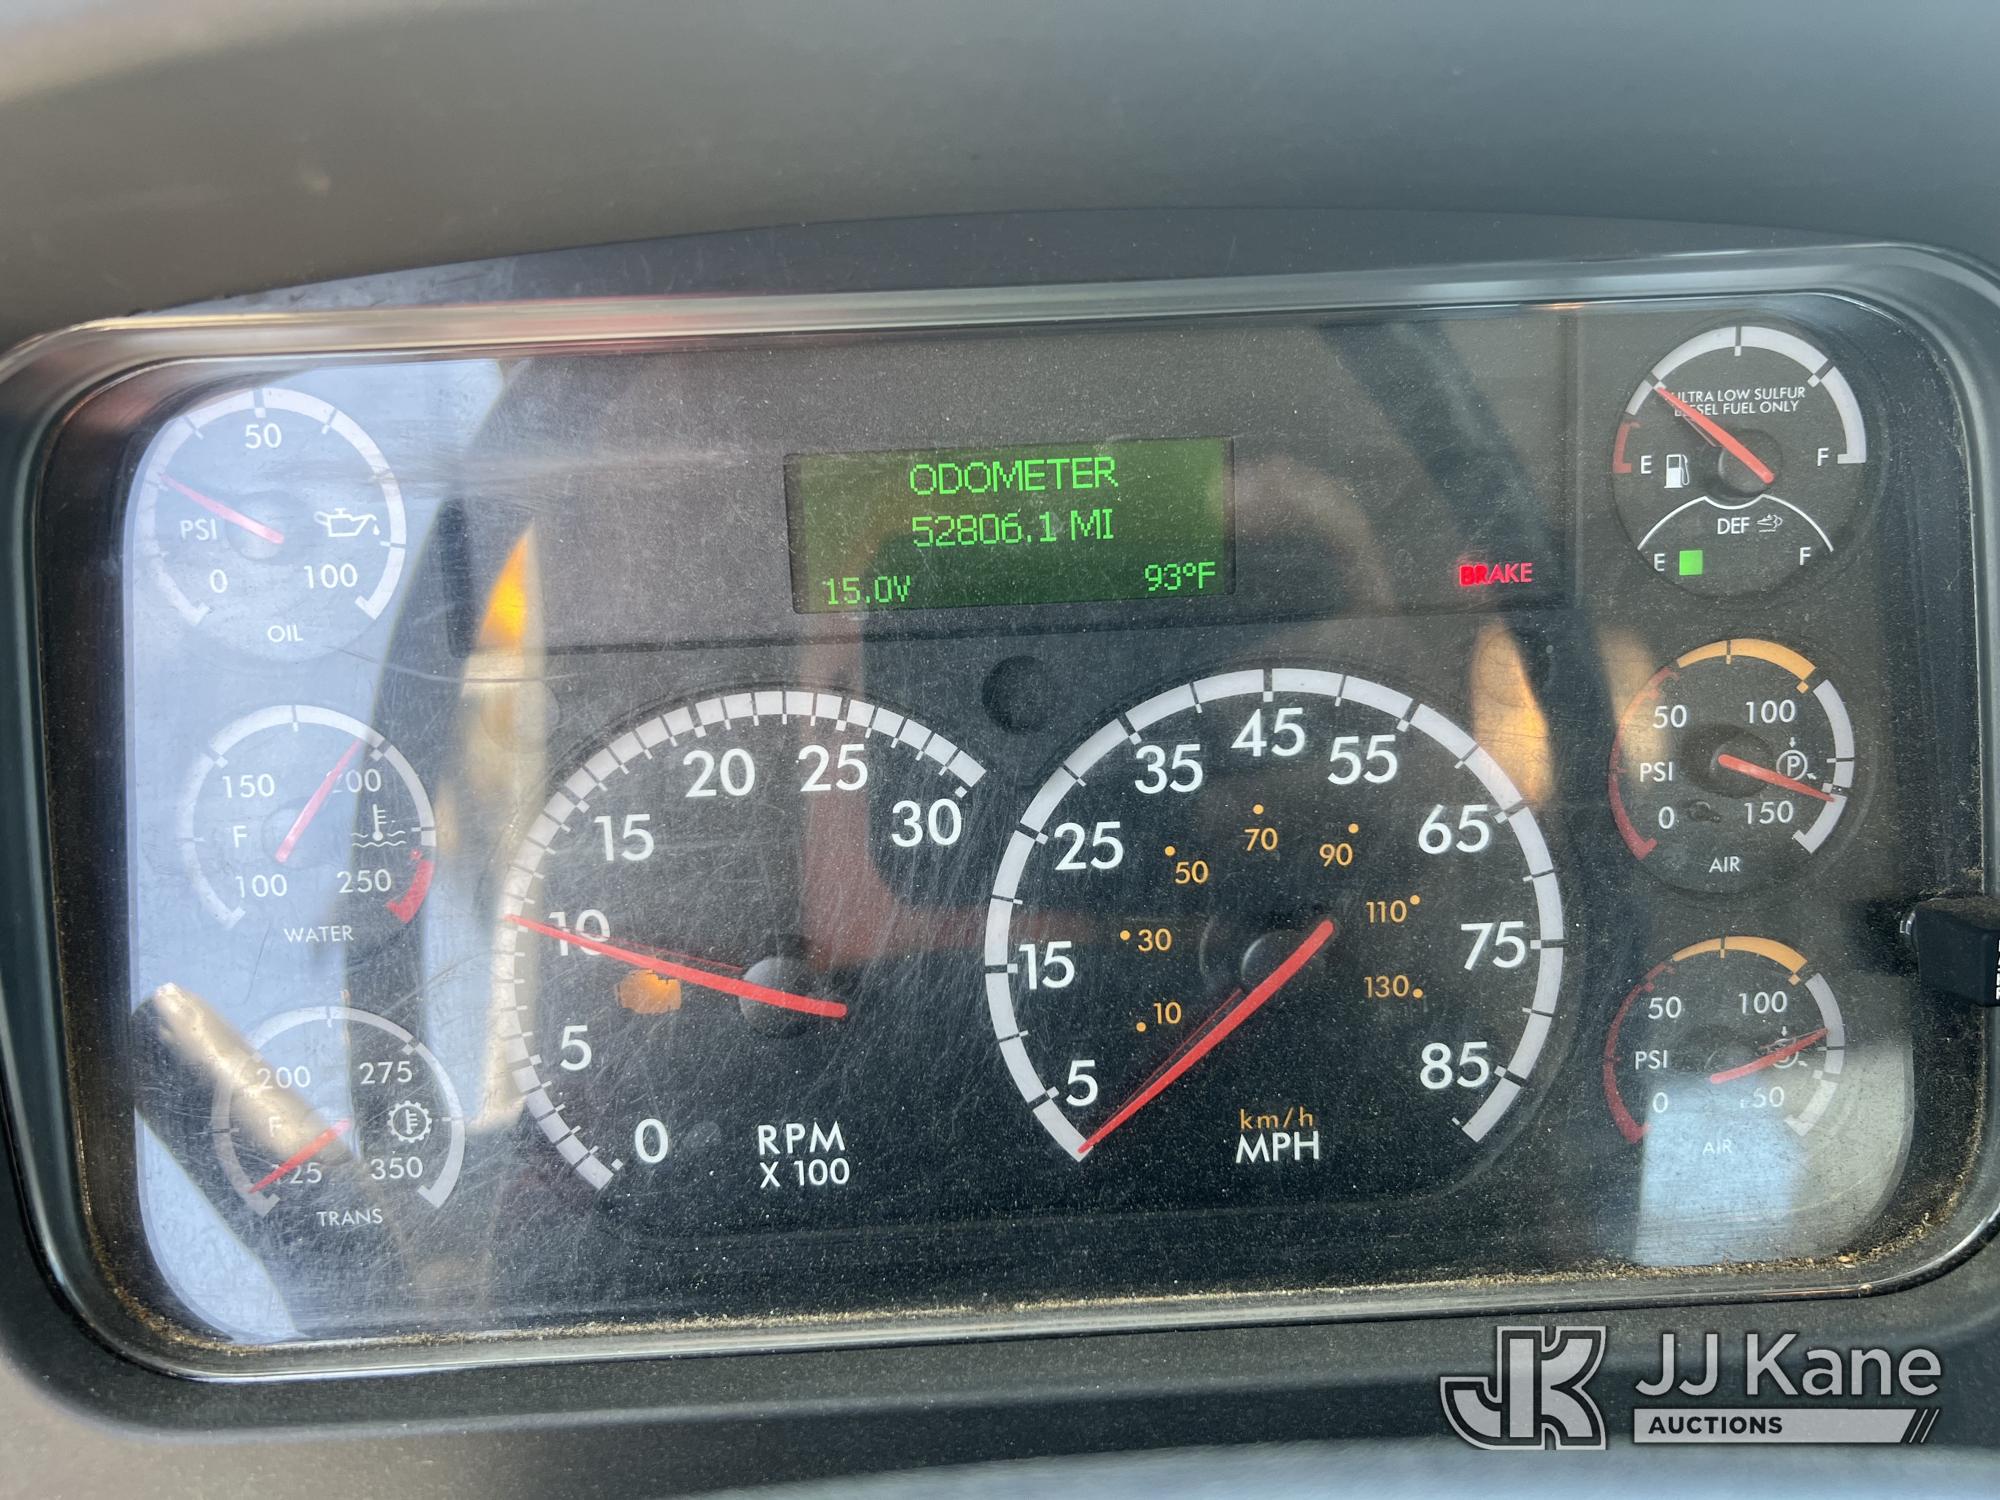 50
PSI
0 100
OIL
ODOMETER
52806.1 MI
15.0V 93°F
BRAKE
ULTRA LOW SULFUR
DIESEL FUEL ONLY
E F
DEF
E F
150 200
F
100 250
WATER
200 275
F
125 350
TRANS
0 5 10 15 20 25 30
RPM
X 100
5 15 25 35 45 55 65 75 85
10 30 50 70 90 110 130
km/h
MPH
50 100
PSI P
0 150
AIR
50 100
PSI
0 150
AIR
JK JJ Kane
AUCTIONS